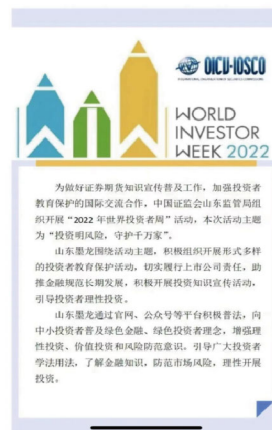 OICU-IOSCO
WORLD
INVESTOR
WEEK 2022
为做好证券期货知识宣传普及工作，加强投资者
教育保护的国际交流合作，中国证监会山东监管局组
织开展“2022 年世界投资者周”活动，本次活动主题
为“投资明风险，守护千万家”。
山东墨龙围绕活动主题，积极组织开展形式多样
的投资者教育保护活动，切实履行上市公司责任，助
推金融规范长期发展，积极开展投资知识宣传活动，
引导投资者理性投资。
山东墨龙通过官网、公众号等平台积极普法，向
中小投资者普及绿色金融、绿色投资者理念，增强理
性投资、价值投资和风险防范意识。引导广大投资者
学法用法，了解金融知识，防范市场风险，理性开展
投资。